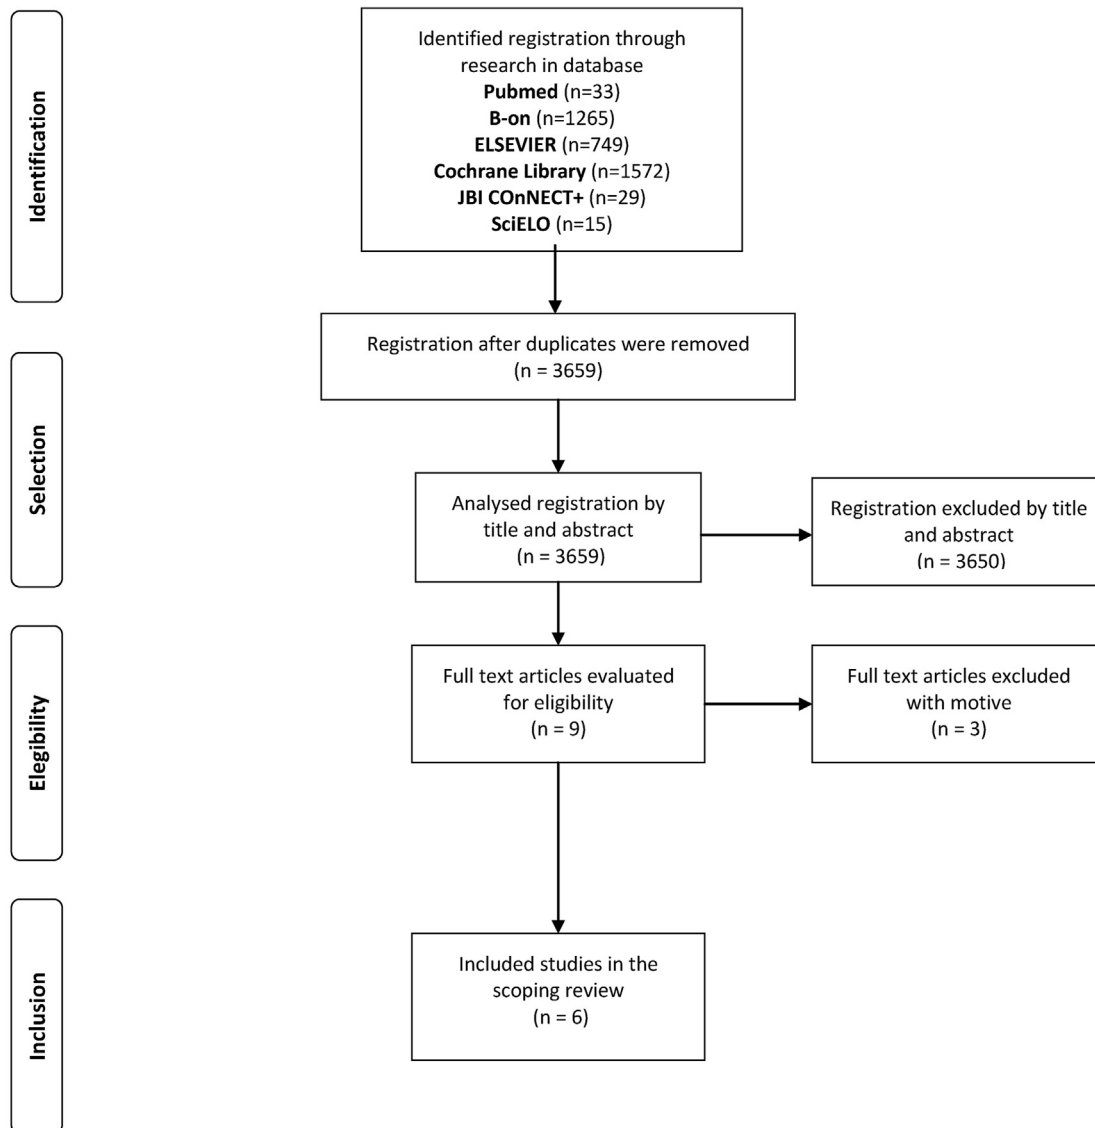 Identification
Identified registration through
research in database
Pubmed (n=33)
B-on (n=1265)
ELSEVIER (n=749)
Cochrane Library (n=1572)
JBI COnNECT+ (n=29)
SciELO (n=15)
Selection
Registration after duplicates were removed
(n = 3659)
Analysed registration by
title and abstract
(n = 3659)
Registration excluded by title
and abstract
(n = 3650)
Elegibility
Full text articles evaluated
for eligibility
(n = 9)
Full text articles excluded
with motive
(n = 3)
Inclusion
Included studies in the
scoping review
(n = 6)